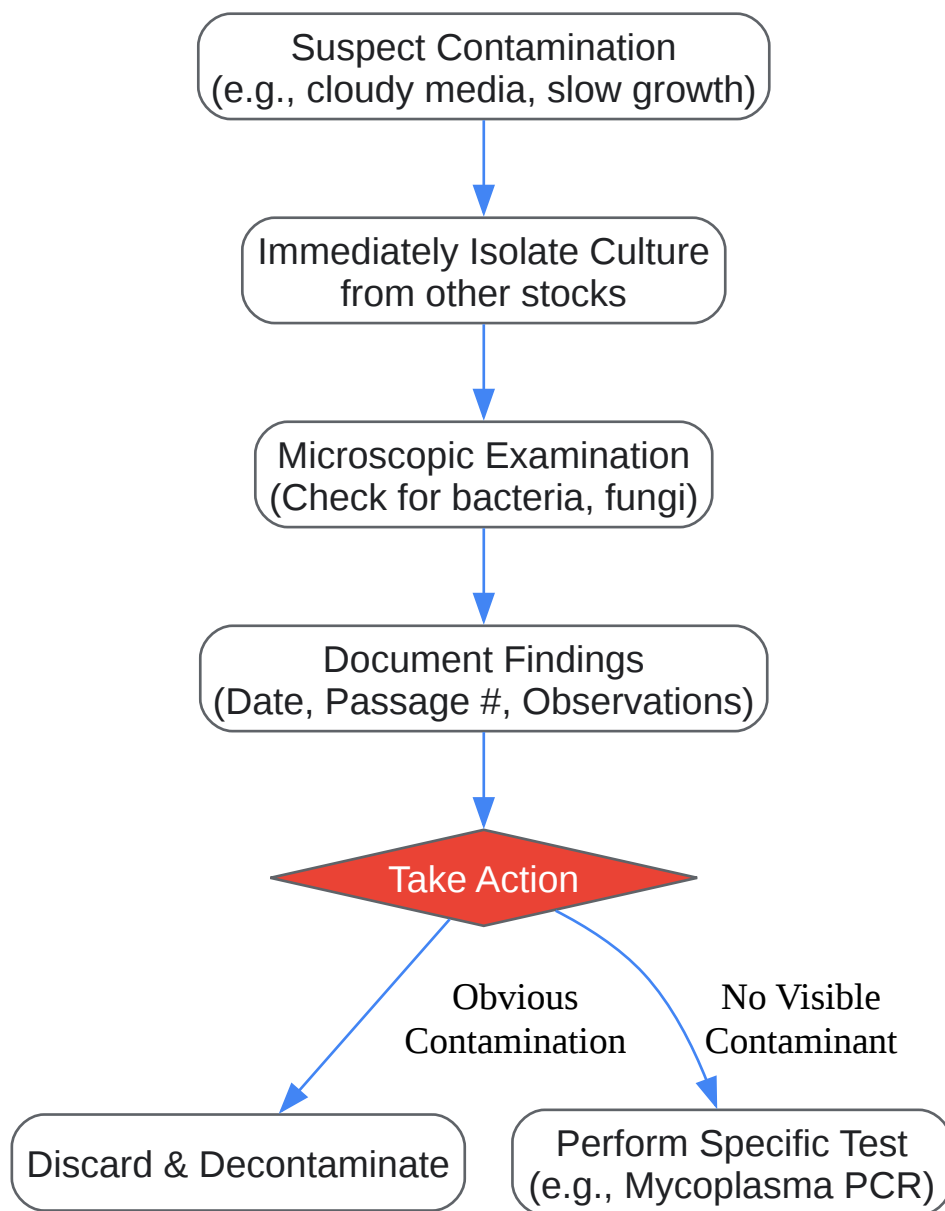 Suspect Contamination
(e.g., cloudy media, slow growth)
Immediately Isolate Culture
from other stocks
Microscopic Examination
(Check for bacteria, fungi)
Document Findings
(Date, Passage #, Observations)
Take Action
Obvious
Contamination
No Visible
Contaminant
Discard & Decontaminate
Perform Specific Test
(e.g., Mycoplasma PCR)